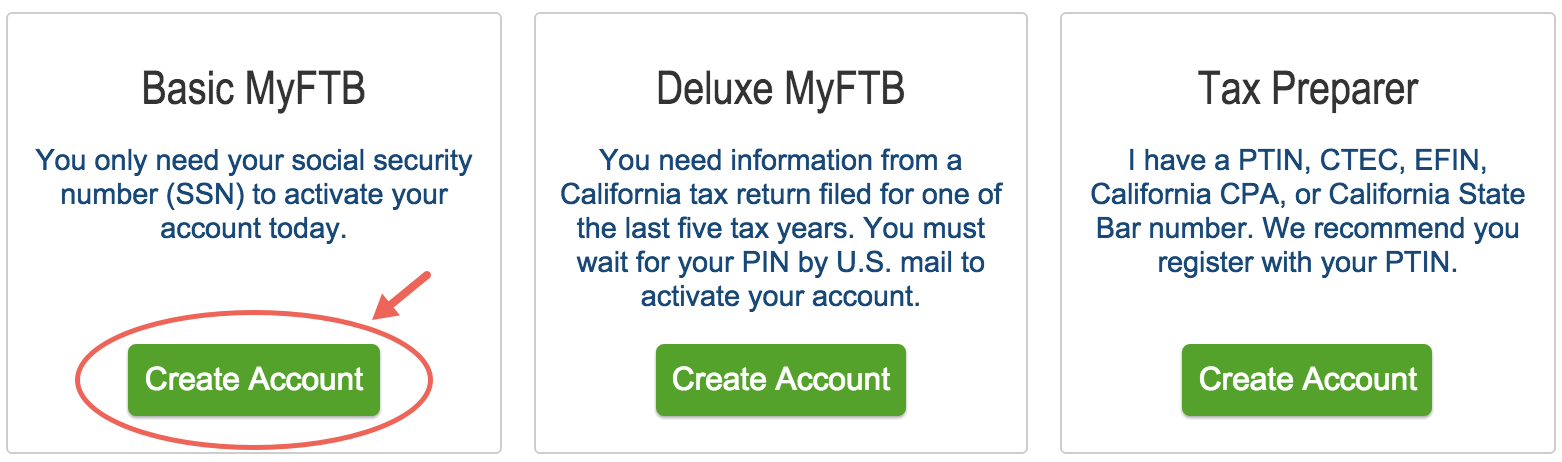 Basic MyFTB
You only need your social security
number (SSN) to activate your
account today.
Create Account
Deluxe MyFTB
You need information from a
California tax return filed for one of
the last five tax years. You must
wait for your PIN by U.S. mail to
activate your account.
Create Account
Tax Preparer
I have a PTIN, CTEC, EFIN,
California CPA, or California State
Bar number. We recommend you
register with your PTIN.
Create Account